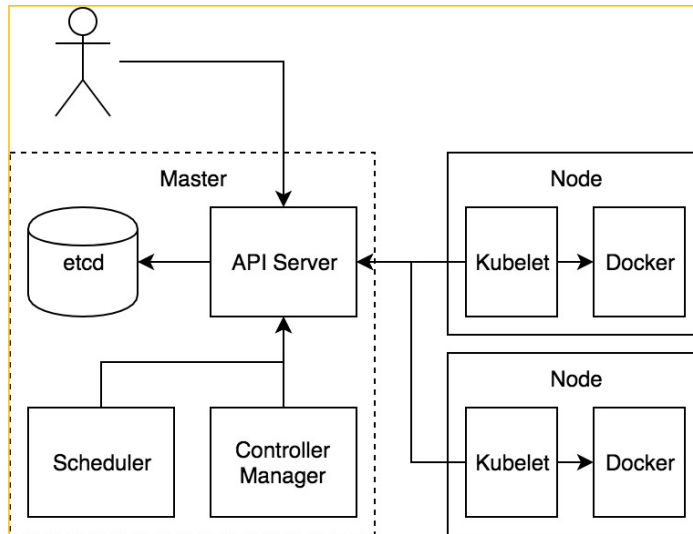 Master
Node
etcd
API Server
Kubelet
Docker
Node
Scheduler
Controller
Manager
Kubelet
Docker